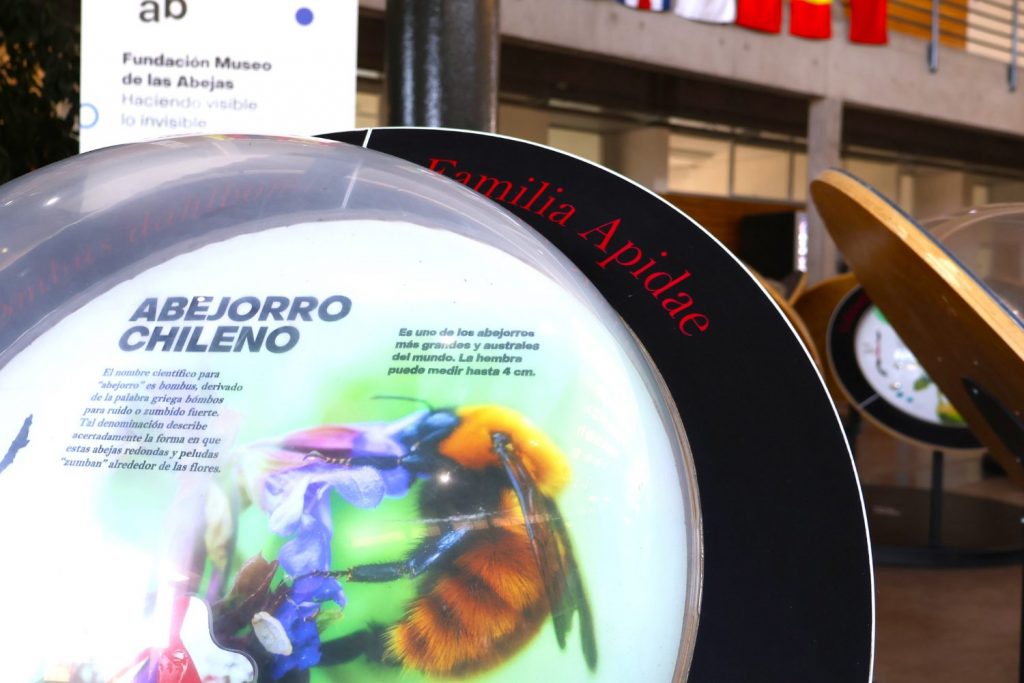 ab
Fundación Museo
de las Abejas
Haciendo visible
lo invisible
Familia Apidae
ABEJORRO
CHILENO
Es uno de los abejorros
más grandes y australes
del mundo. La hembra
puede medir hasta 4 cm.
El nombre científico para
“abejorro” es bombus, derivado
de la palabra griega bómbos
para ruido o zumbido fuerte.
Tal denominación describe
acertadamente la forma en que
estas abejas redondas y peludas
“zumban” alrededor de las flores.